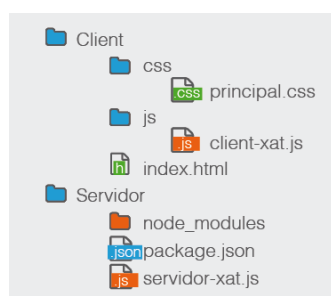 Client
css
.css principal.css
js
.js client-xat.js
hl index.html
Servidor
node_modules
.json package.json
.js servidor-xat.js